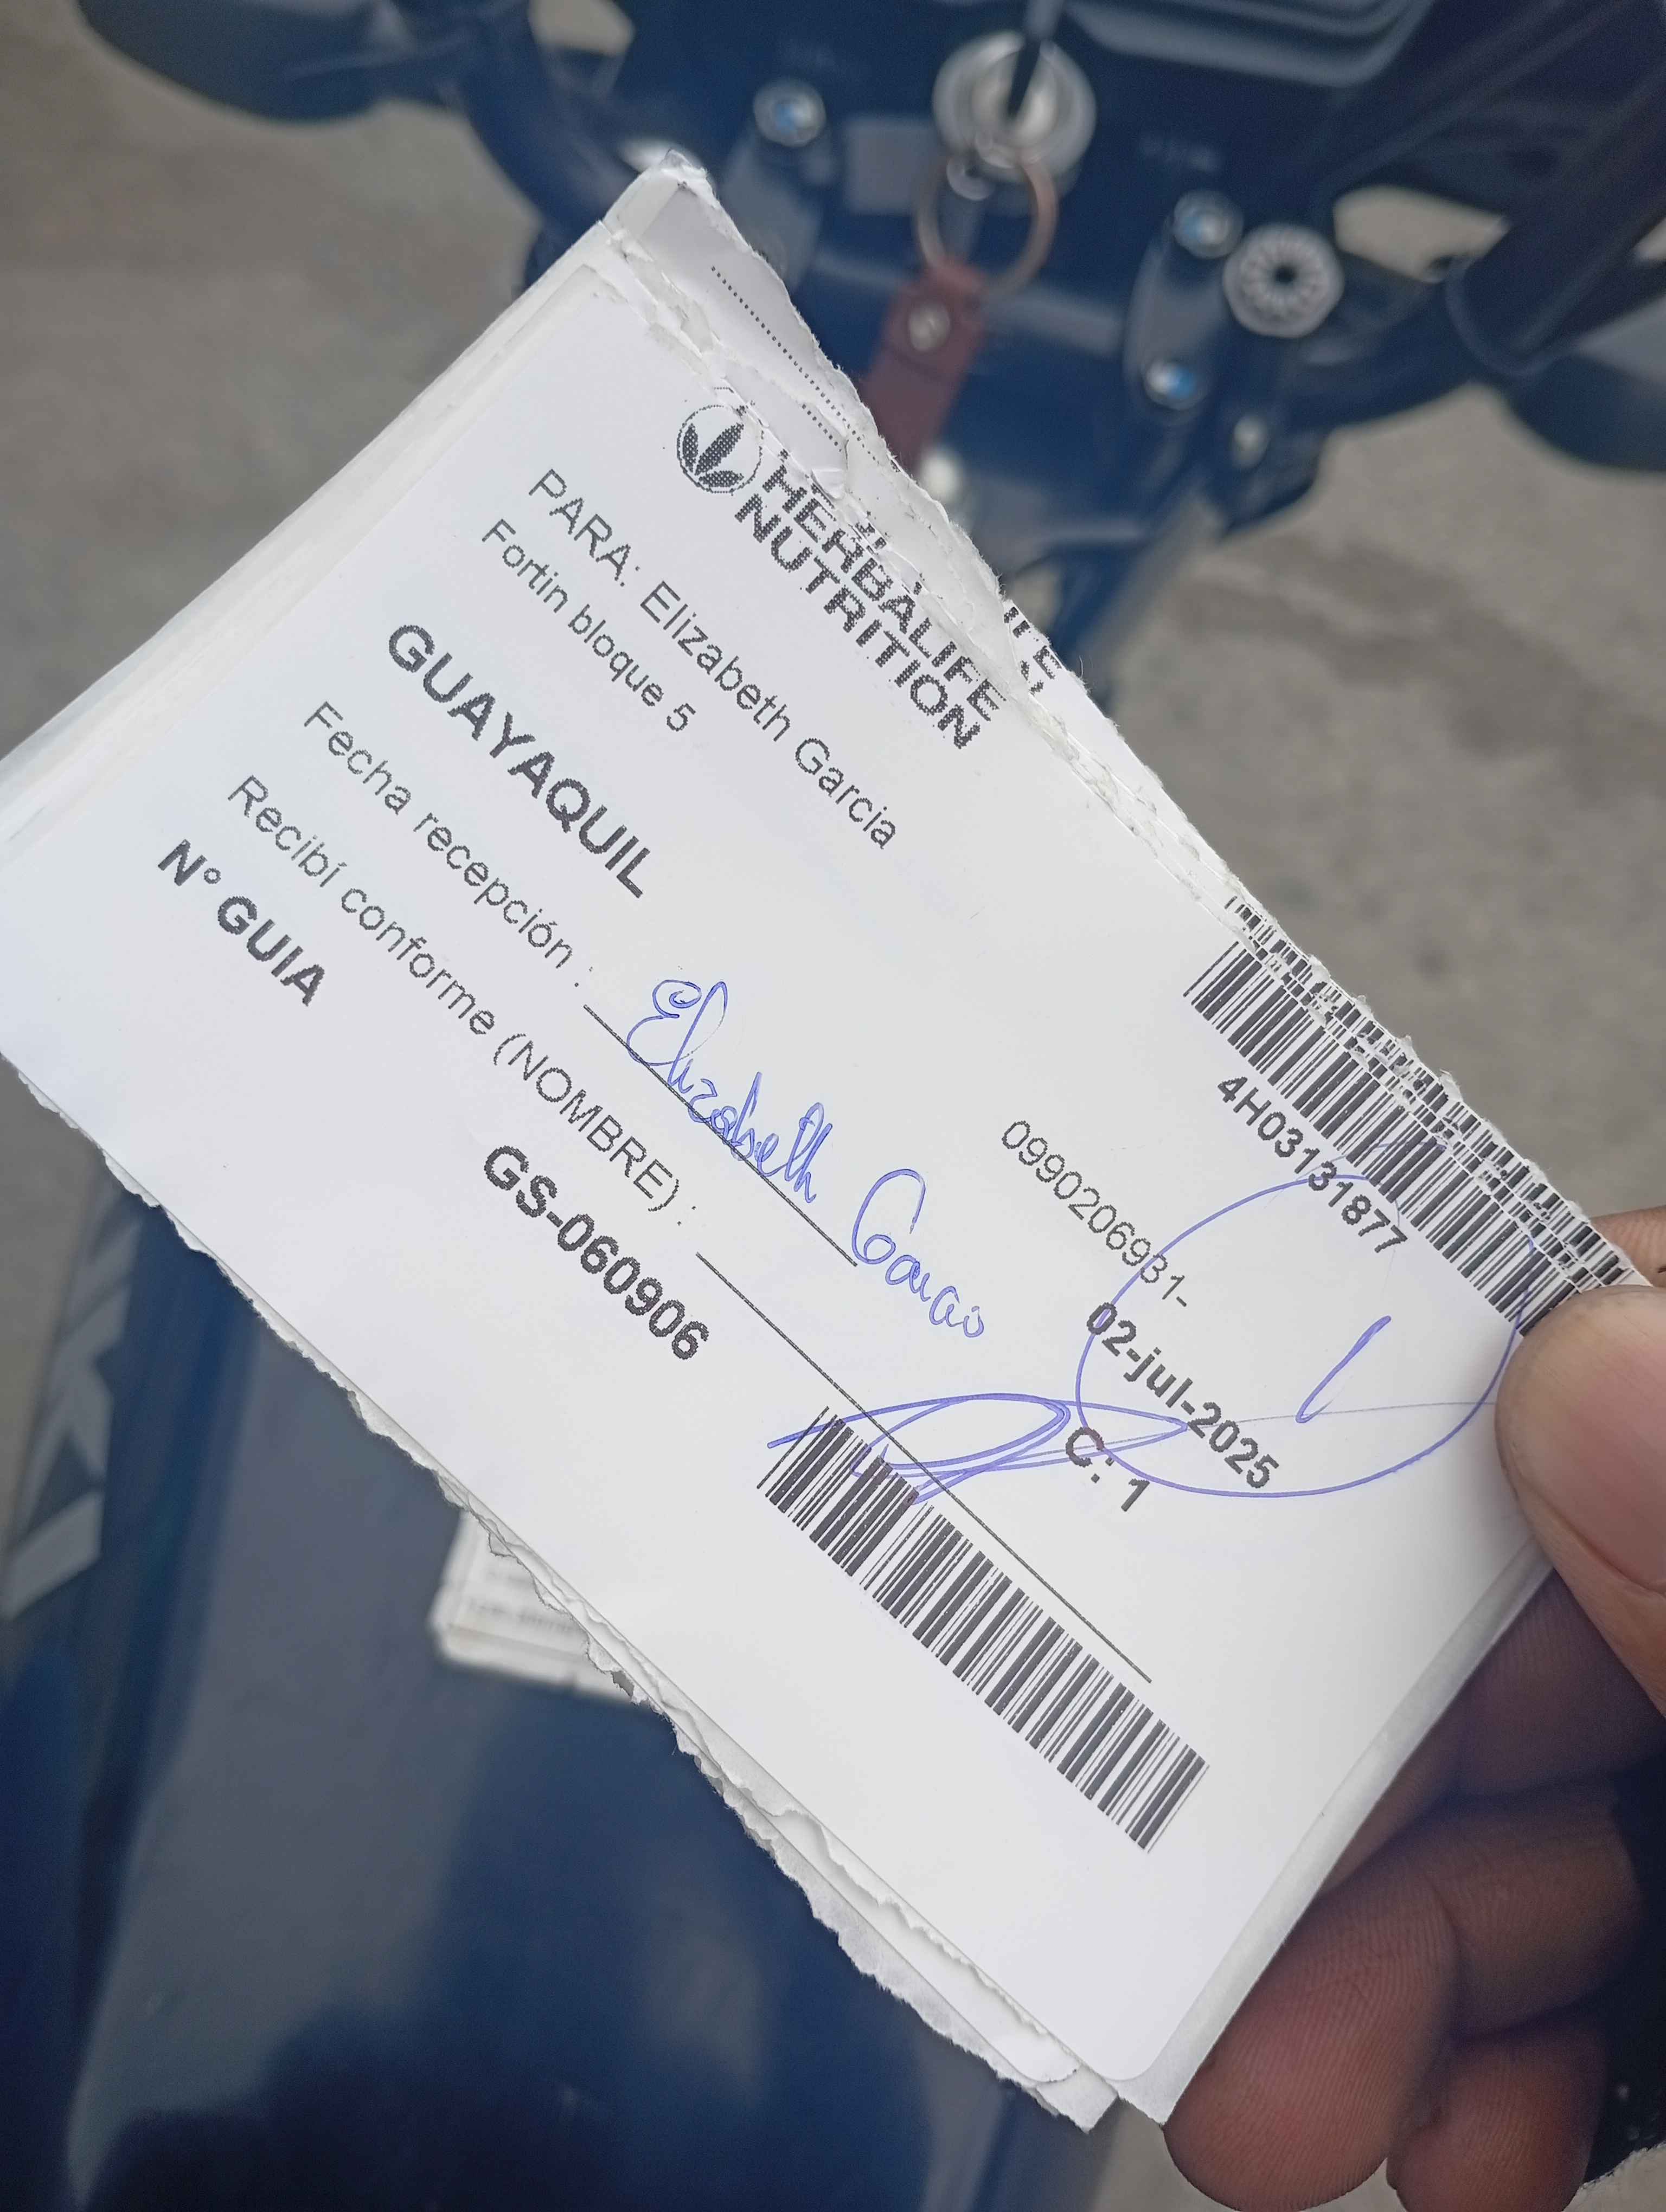 HERBALIFE
NUTRITION
4H03131877
PARA: Elizabeth Garcia
0990206931-
Fortin bloque 5
02-jul-2025
GUAYAQUIL
C: 1
Fecha recepción :
Elizabeth Garcia
Recibí conforme (NOMBRE) :
N° GUIA
GS-060906